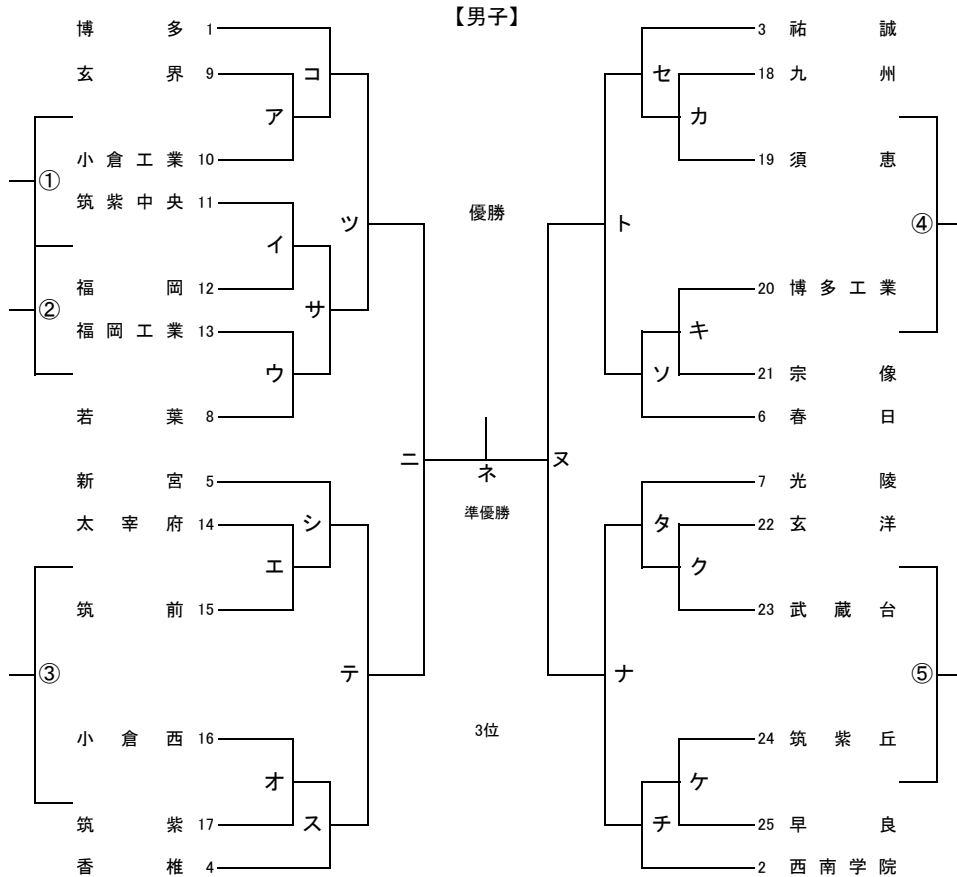 【男子】
博多 1
玄界 9
コ
ア
小倉工業 10
①
筑紫中央 11
ツ
イ
福岡 12
サ
②
福岡工業 13
ウ
若葉 8
ニ
新宮 5
太宰府 14
シ
エ
筑前 15
③
テ
小倉西 16
オ
筑紫 17
ス
香椎 4
優勝
ネ
準優勝
3位
3 祐誠
セ
18 九州
カ
19 須恵
ト
④
20 博多工業
キ
ソ
21 宗像
6 春日
ヌ
7 光陵
タ
22 玄洋
ク
23 武蔵台
ナ
⑤
24 筑紫丘
ケ
チ
25 早良
2 西南学院